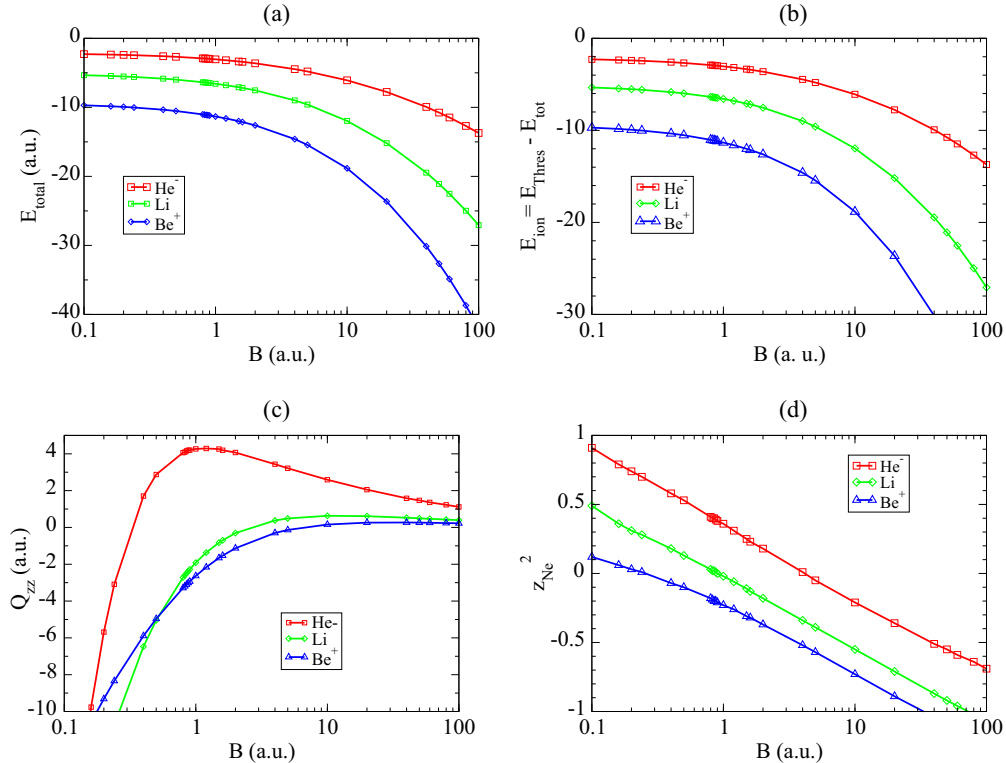 (a)
0
-10
-20
-30
-40
E_total (a.u.)
He^-
Li
Be^+
0.1 1 10 100
B (a.u.)
(b)
0
-10
-20
-30
E_ion = E_Thres - E_tot
He^-
Li
Be^+
0.1 1 10 100
B (a. u.)
(c)
4
2
0
-2
-4
-6
-8
-10
Q_zz (a.u.)
He-
Li
Be^+
0.1 1 10 100
B (a.u.)
(d)
1
0.5
0
-0.5
-1
z_Ne^2
He^-
Li
Be^+
0.1 1 10 100
B (a.u.)